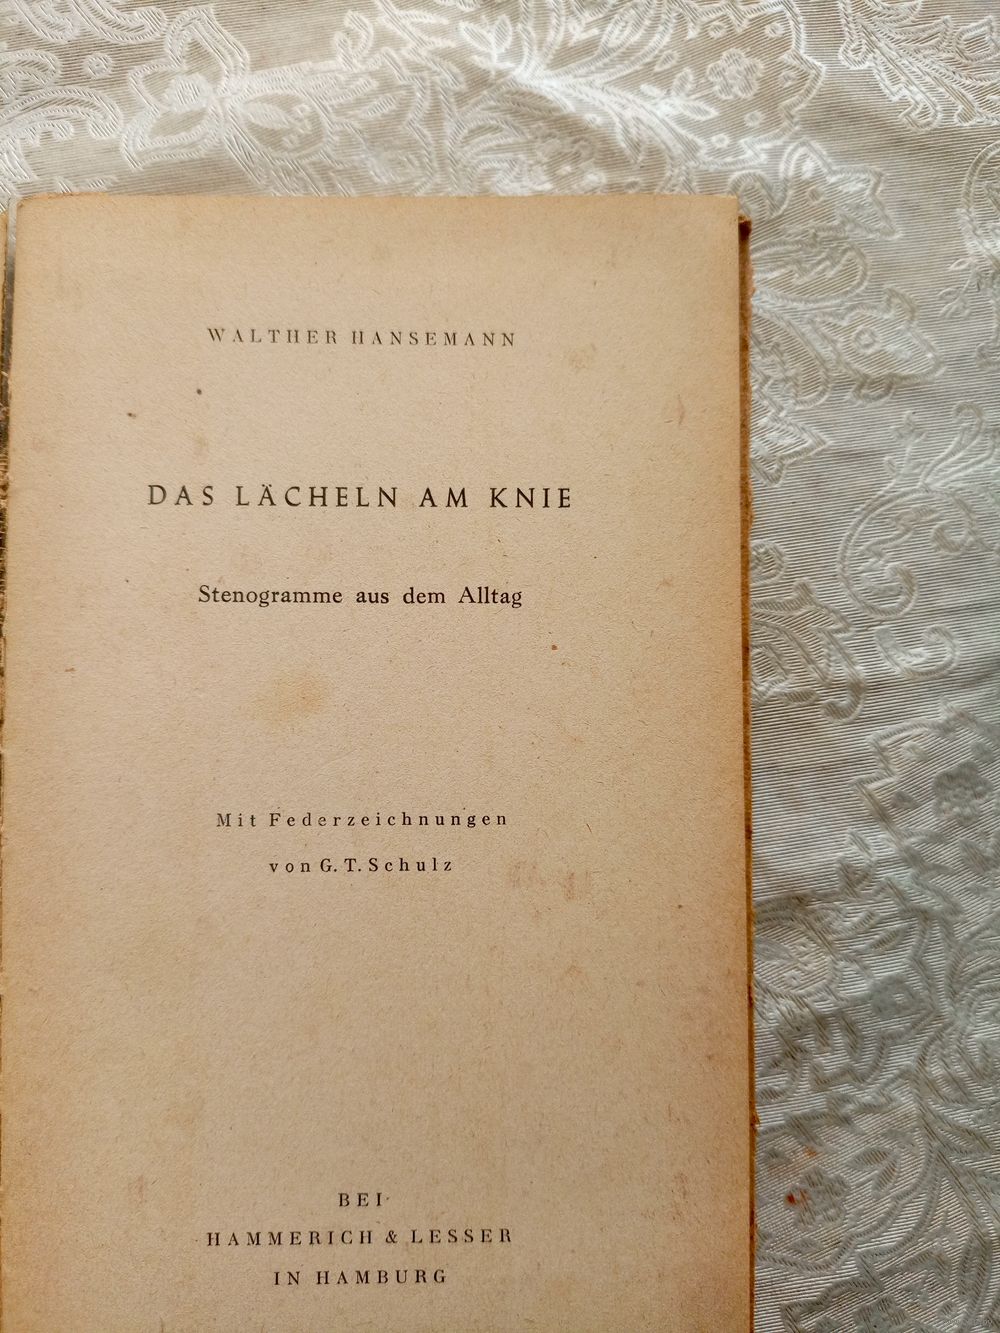 WALTHER HANSEMANN
DAS LÄCHELN AM KNIE
Stenogramme aus dem Alltag
Mit Federzeichnungen
von G. T. Schulz
BEI
HAMMERICH & LESSER
IN HAMBURG